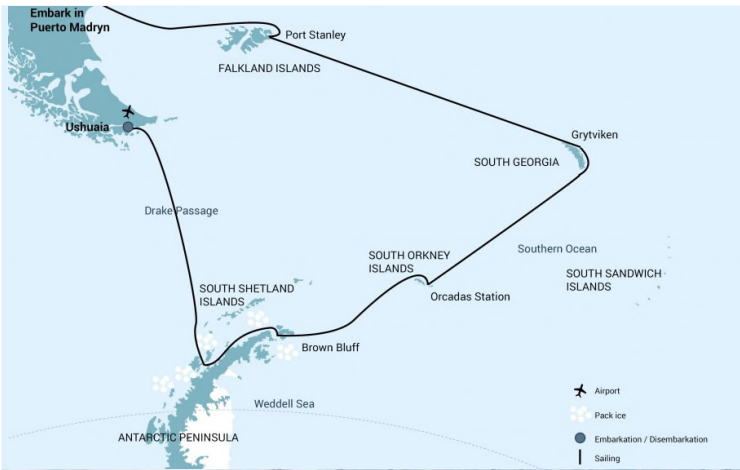 Embark in
Puerto Madryn
Port Stanley
FALKLAND ISLANDS
Ushuaia
Grytviken
SOUTH GEORGIA
Drake Passage
Southern Ocean
SOUTH ORKNEY
ISLANDS
SOUTH SANDWICH
ISLANDS
SOUTH SHETLAND
ISLANDS
Orcadas Station
Brown Bluff
Weddell Sea
ANTARCTIC PENINSULA
Airport
Pack ice
Embarkation / Disembarkation
Sailing